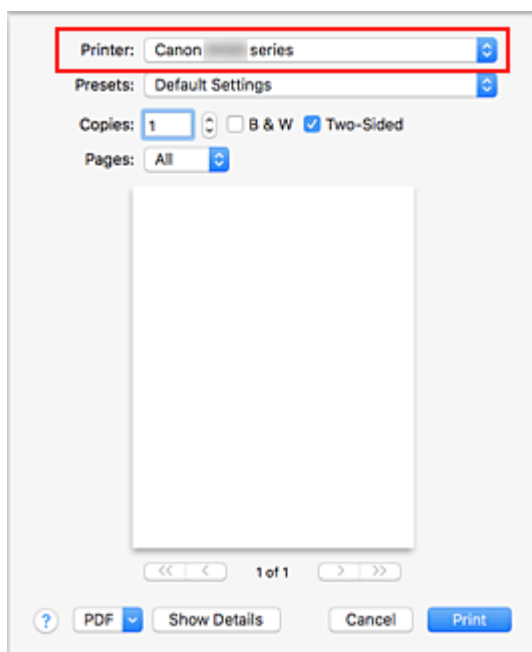 Printer: Canon series
Presets: Default Settings
Copies: 1 B & W Two-Sided
Pages: All
<< < 1 of 1 > >>
? PDF Show Details Cancel Print